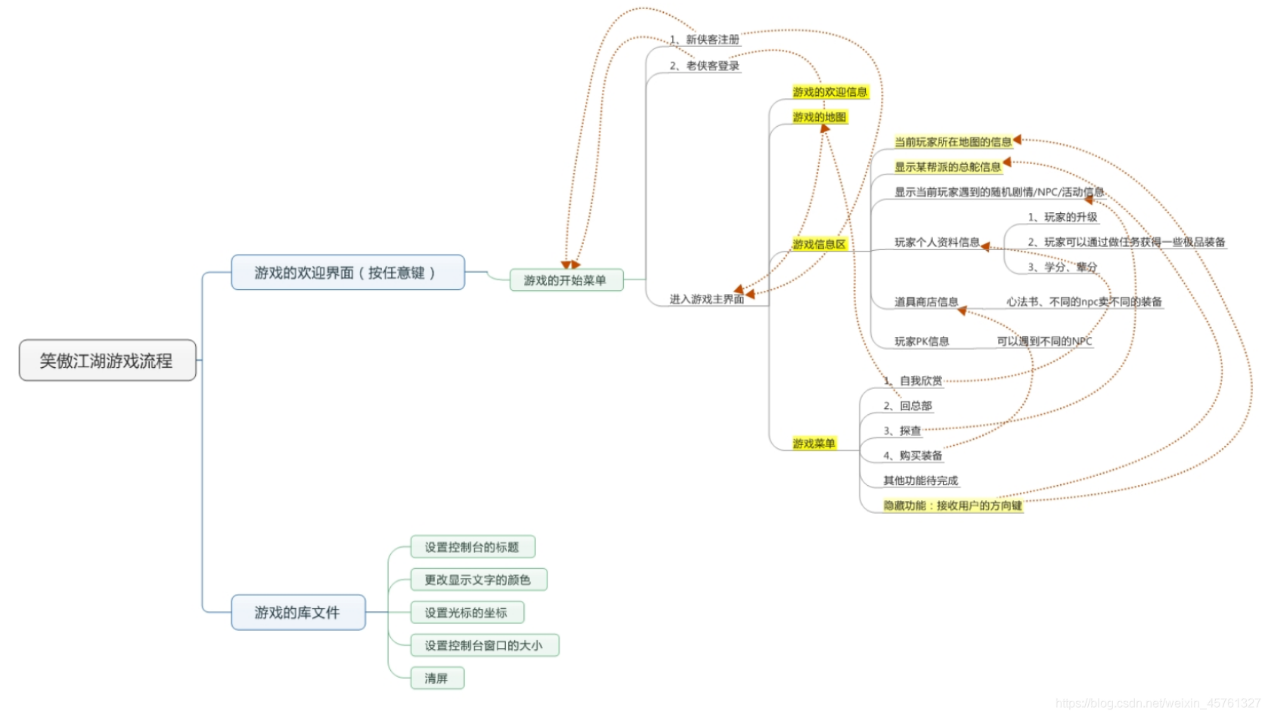 笑傲江湖游戏流程
游戏的欢迎界面（按任意键）
游戏的开始菜单
1、新侠客注册
2、老侠客登录
进入游戏主界面
游戏的欢迎信息
游戏的地图
游戏信息区
当前玩家所在地图的信息
显示某帮派的总舵信息
显示当前玩家遇到的随机剧情/NPC/活动信息
玩家个人资料信息
1、玩家的升级
2、玩家可以通过做任务获得一些极品装备
3、学分、辈分
道具商店信息
心法书、不同的npc卖不同的装备
玩家PK信息
可以遇到不同的NPC
游戏菜单
1、自我欣赏
2、回总部
3、探查
4、购买装备
其他功能待完成
隐藏功能：接收用户的方向键
游戏的库文件
设置控制台的标题
更改显示文字的颜色
设置光标的坐标
设置控制台窗口的大小
清屏
https://blog.csdn.net/weixin_45761327